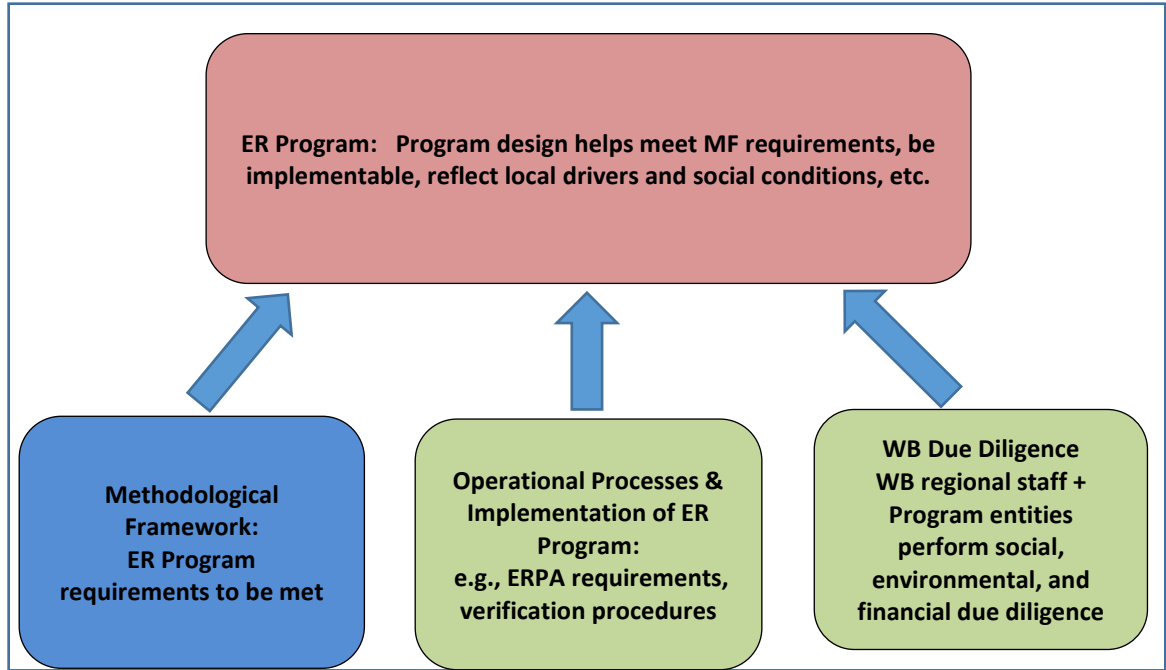 ER Program:   Program design helps meet MF requirements, be
implementable, reflect local drivers and social conditions, etc.
Methodological
Framework:
ER Program
requirements to be met
Operational Processes &
Implementation of ER
Program:
e.g., ERPA requirements,
verification procedures
WB Due Diligence
WB regional staff +
Program entities
perform social,
environmental, and
financial due diligence